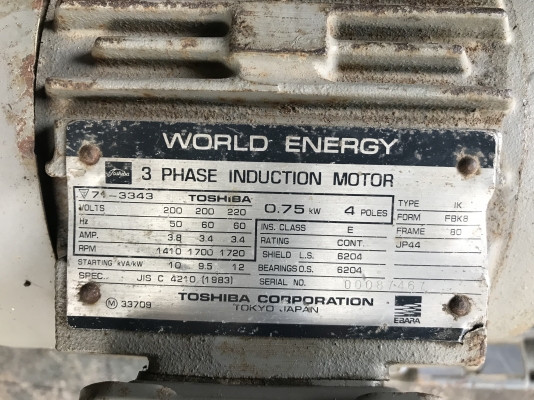 WORLD ENERGY
Toshiba 3 PHASE INDUCTION MOTOR
71-3343 TOSHIBA 0.75 kW 4 POLES TYPE IK
VOLTS 200 200 220 FORM FBK8
Hz 50 60 60 INS. CLASS E FRAME 80
AMP. 3.8 3.4 3.4 RATING CONT. JP44
RPM 1410 1700 1720 SHIELD L.S. 6204
STARTING kVA/kW 10 9.5 12 BEARINGS O.S. 6204
SPEC. JIS C 4210 (1983) SERIAL NO.
M 33709 TOSHIBA CORPORATION
TOKYO JAPAN EBARA